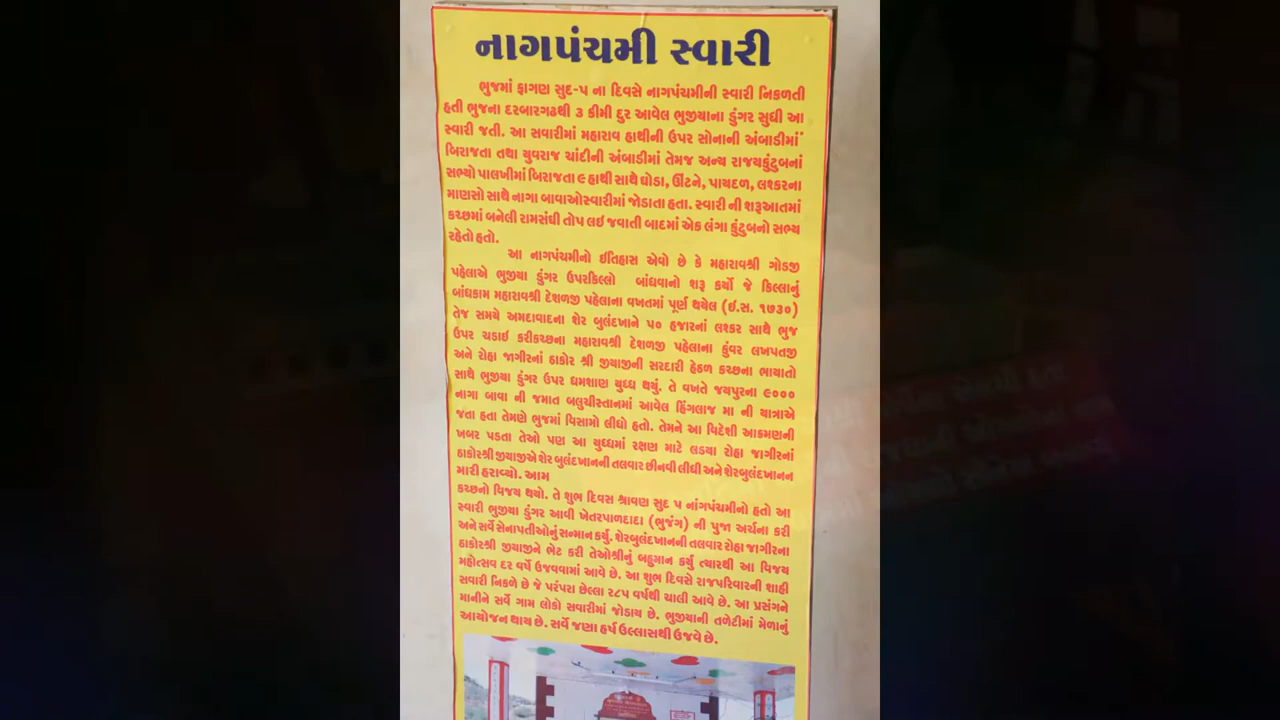 નાગપંચમી સ્વારી
ભુજમાં ફાગણ સુદ-પ ના દિવસે નાગપંચમીની સ્વારી નિકળતી
હતી ભુજના દરબારગઢથી ૩ કીમી દુર આવેલ ભુજીયાના ડુંગર સુધી આ
સ્વારી જતી. આ સવારીમાં મહારાવ હાથીની ઉપર સોનાની અંબાડીમાં
બિરાજતા તથા યુવરાજ ચાંદીની અંબાડીમાં તેમજ અન્ય રાજયકુંટુબનાં
સભ્યો પાલખીમાં બિરાજતા ૯ હાથી સાથે ઘોડા, ઊંટને, પાયદળ, લશ્કરના
માણસો સાથે નાગા બાવાઓસ્વારીમાં જોડાતા હતા. સ્વારી ની શરૂઆતમાં
કચ્છમાં બનેલી રામસંઘી તોપ લઇ જવાતી બાદમાં એક લંગા કુંટુબનો સભ્ય
રહેતો હતો.
આ નાગપંચમીનો ઈતિહાસ એવો છે કે મહારાવશ્રી ગોડજી
પહેલાએ ભુજીયા ડુંગર ઉપરકિલ્લો બાંધવાનો શરૂ કર્યો જે કિલ્લાનું
બાંધકામ મહારાવશ્રી દેશળજી પહેલાના વખતમાં પૂર્ણ થયેલ (ઇ.સ. ૧૭૩૦)
તેજ સમયે અમદાવાદના શેર બુલંદખાને ૫૦ હજારનાં લશ્કર સાથે ભુજ
ઉપર ચડાઇ કરીકચ્છના મહારાવશ્રી દેશળજી પહેલાના કુંવર લખપતજી
અને રોહા જાગીરનાં ઠાકોર શ્રી જીયાજીની સરદારી હેઠળ કચ્છના ભાયાતો
સાથે ભુજીયા ડુંગર ઉપર ઘમશાણ યુધ્ધ થયું. તે વખતે જયપુરના ૯૦૦૦
નાગા બાવા ની જમાત બલુચીસ્તાનમાં આવેલ હિંગલાજ મા ની યાત્રાએ
જતા હતા તેમણે ભુજમાં વિસામો લીધો હતો. તેમને આ વિદેશી આક્રમણની
ખબર પડતા તેઓ પણ આ યુધ્ધમાં રક્ષણ માટે લડયા રોહા જાગીરનાં
ઠાકોરશ્રી જીયાજીએ શેર બુલંદખાનની તલવાર છીનવી લીધી અને શેરબુલંદખાનન
મારી હરાવ્યો. આમ
કચ્છનો વિજય થયો. તે શુભ દિવસ શ્રાવણ સુદ ૫ નાંગપંચમીનો હતો આ
સ્વારી ભુજીયા ડુંગર આવી ખેતરપાળદાદા (ભુજંગ) ની પુજા અર્ચના કરી
અને સર્વે સેનાપતીઓનું સન્માન કર્યુ. શેરબુલંદખાનની તલવાર રોહા જાગીરના
ઠાકોરશ્રી જીયાજીને ભેટ કરી તેઓશ્રીનું બહુમાન કર્યું ત્યારથી આ વિજય
મહોત્સવ દર વર્ષે ઉજવવામાં આવે છે. આ શુભ દિવસે રાજપરિવારની શાહી
સવારી નિકળે છે જે પરંપરા છેલ્લા ૨૮૫ વર્ષથી ચાલી આવે છે. આ પ્રસંગને
માનીને સર્વે ગામ લોકો સવારીમાં જોડાય છે. ભુજીયાની તળેટીમાં મેળાનું
આયોજન થાય છે. સર્વે જણા હર્ષ ઉલ્લાસથી ઉજવે છે.